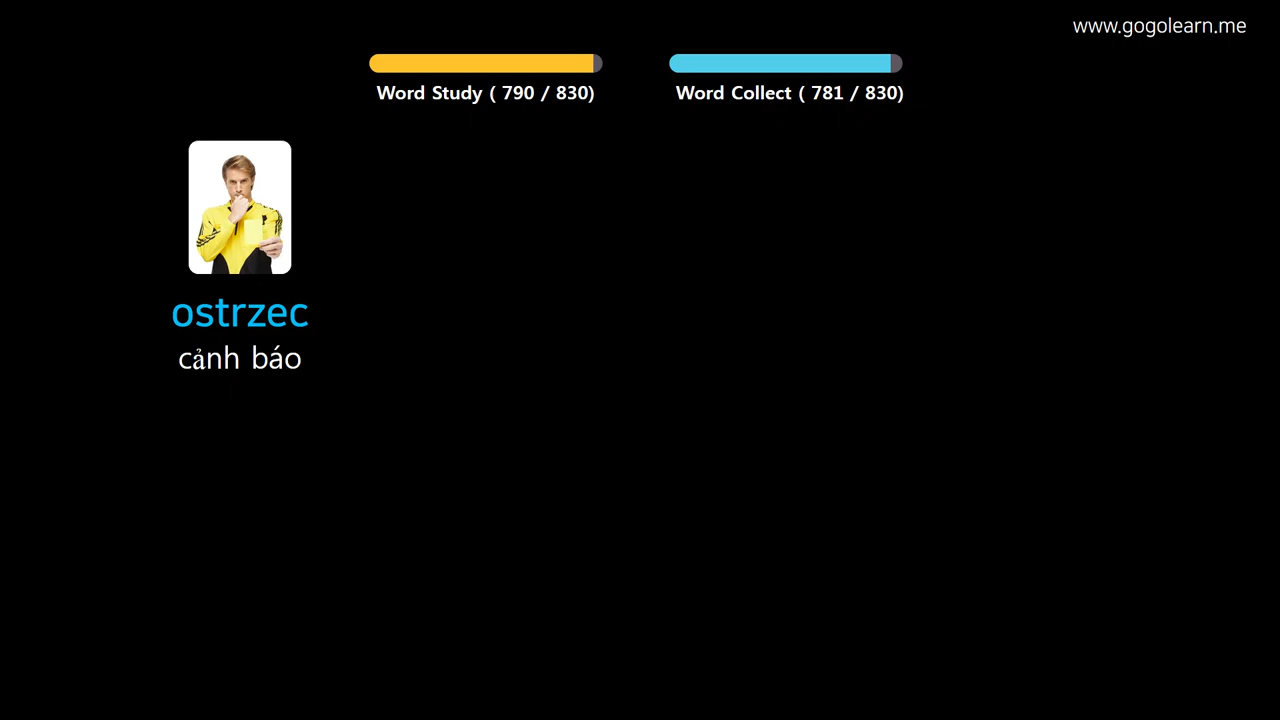 www.gogolearn.me
Word Study ( 790 / 830)
Word Collect ( 781 / 830)
ostrzec
cảnh báo